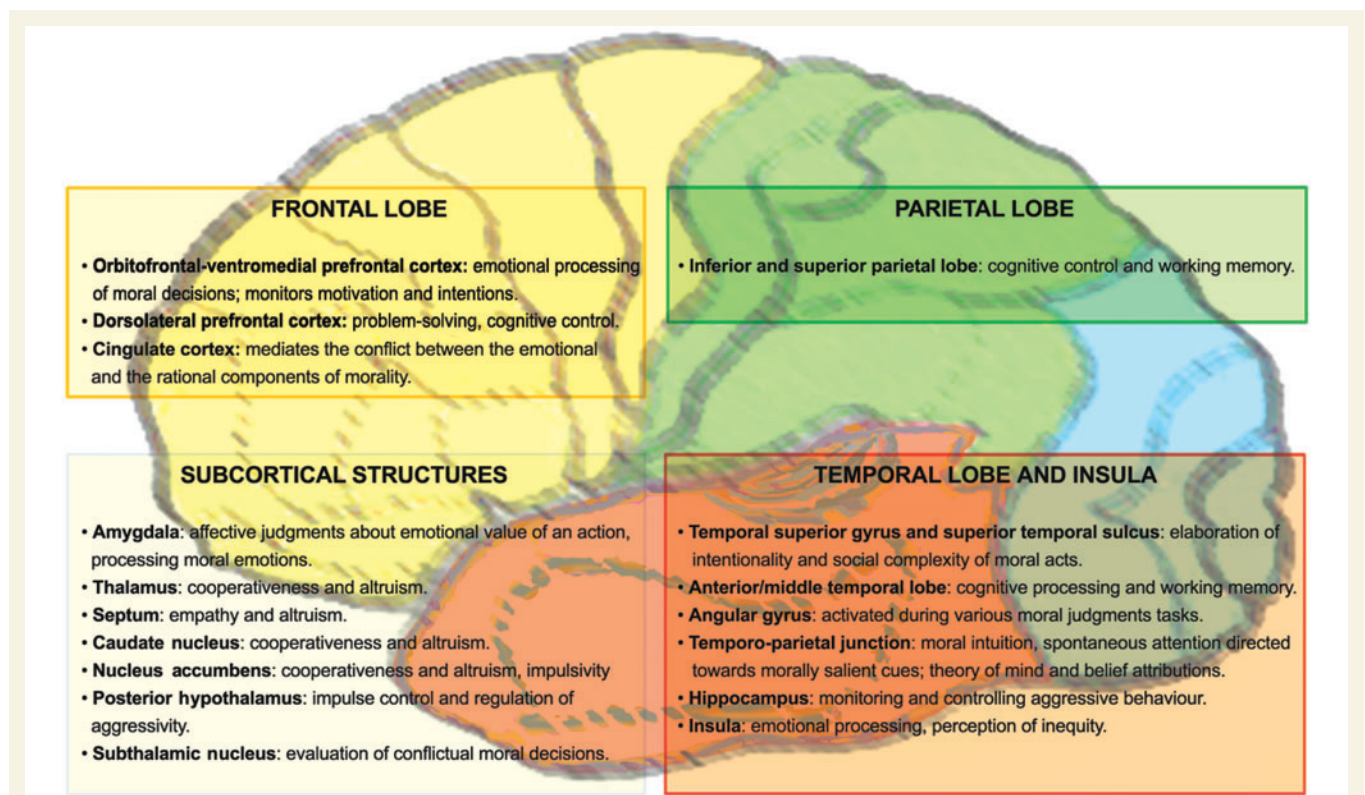 FRONTAL LOBE
• Orbitofrontal-ventromedial prefrontal cortex: emotional processing
of moral decisions; monitors motivation and intentions.
• Dorsolateral prefrontal cortex: problem-solving, cognitive control.
• Cingulate cortex: mediates the conflict between the emotional
and the rational components of morality.
PARIETAL LOBE
• Inferior and superior parietal lobe: cognitive control and working memory.
SUBCORTICAL STRUCTURES
• Amygdala: affective judgments about emotional value of an action,
processing moral emotions.
• Thalamus: cooperativeness and altruism.
• Septum: empathy and altruism.
• Caudate nucleus: cooperativeness and altruism.
• Nucleus accumbens: cooperativeness and altruism, impulsivity
• Posterior hypothalamus: impulse control and regulation of
aggressivity.
• Subthalamic nucleus: evaluation of conflictual moral decisions.
TEMPORAL LOBE AND INSULA
• Temporal superior gyrus and superior temporal sulcus: elaboration of
intentionality and social complexity of moral acts.
• Anterior/middle temporal lobe: cognitive processing and working memory.
• Angular gyrus: activated during various moral judgments tasks.
• Temporo-parietal junction: moral intuition, spontaneous attention directed
towards morally salient cues; theory of mind and belief attributions.
• Hippocampus: monitoring and controlling aggressive behaviour.
• Insula: emotional processing, perception of inequity.